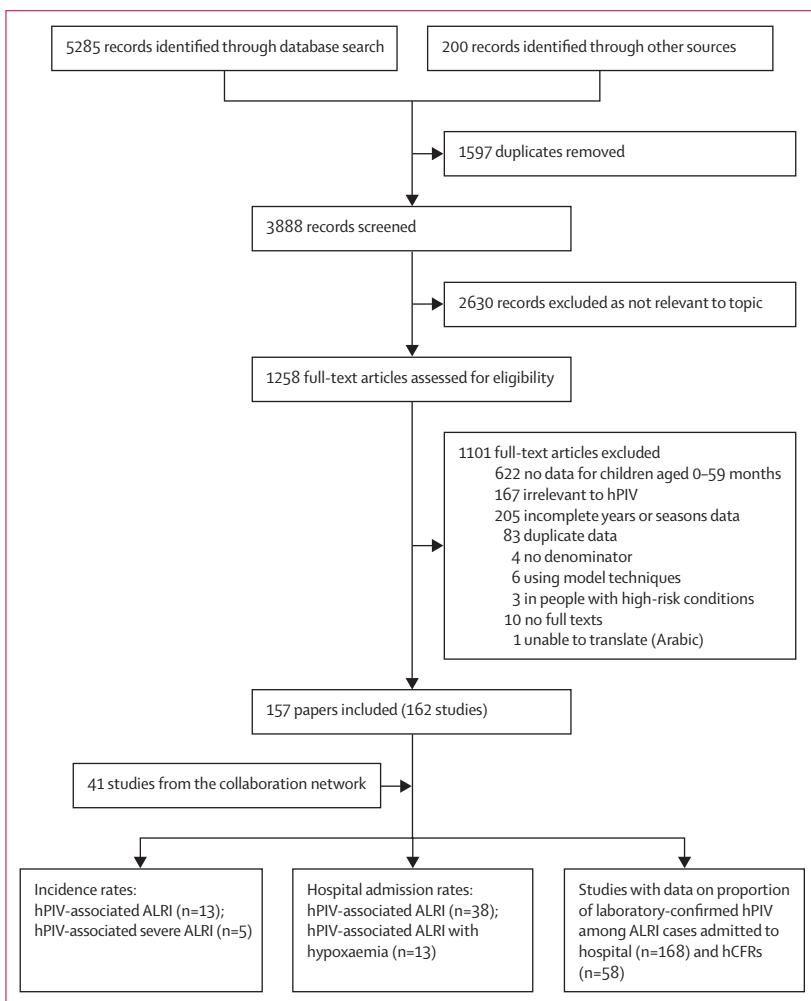 5285 records identified through database search
200 records identified through other sources
1597 duplicates removed
3888 records screened
2630 records excluded as not relevant to topic
1258 full-text articles assessed for eligibility
1101 full-text articles excluded
622 no data for children aged 0–59 months
167 irrelevant to hPIV
205 incomplete years or seasons data
83 duplicate data
4 no denominator
6 using model techniques
3 in people with high-risk conditions
10 no full texts
1 unable to translate (Arabic)
157 papers included (162 studies)
41 studies from the collaboration network
Incidence rates:
hPIV-associated ALRI (n=13);
hPIV-associated severe ALRI (n=5)
Hospital admission rates:
hPIV-associated ALRI (n=38);
hPIV-associated ALRI with
hypoxaemia (n=13)
Studies with data on proportion
of laboratory-confirmed hPIV
among ALRI cases admitted to
hospital (n=168) and hCFRs
(n=58)